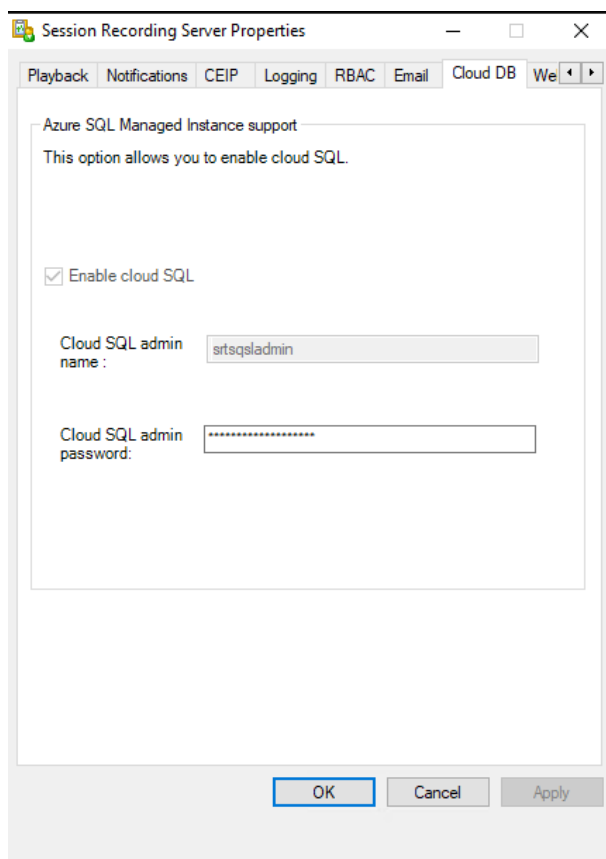 Session Recording Server Properties
Playback Notifications CEIP Logging RBAC Email Cloud DB We
Azure SQL Managed Instance support
This option allows you to enable cloud SQL.
Enable cloud SQL
Cloud SQL admin name :
srtsqsladmin
Cloud SQL admin password:
*******************
OK Cancel Apply